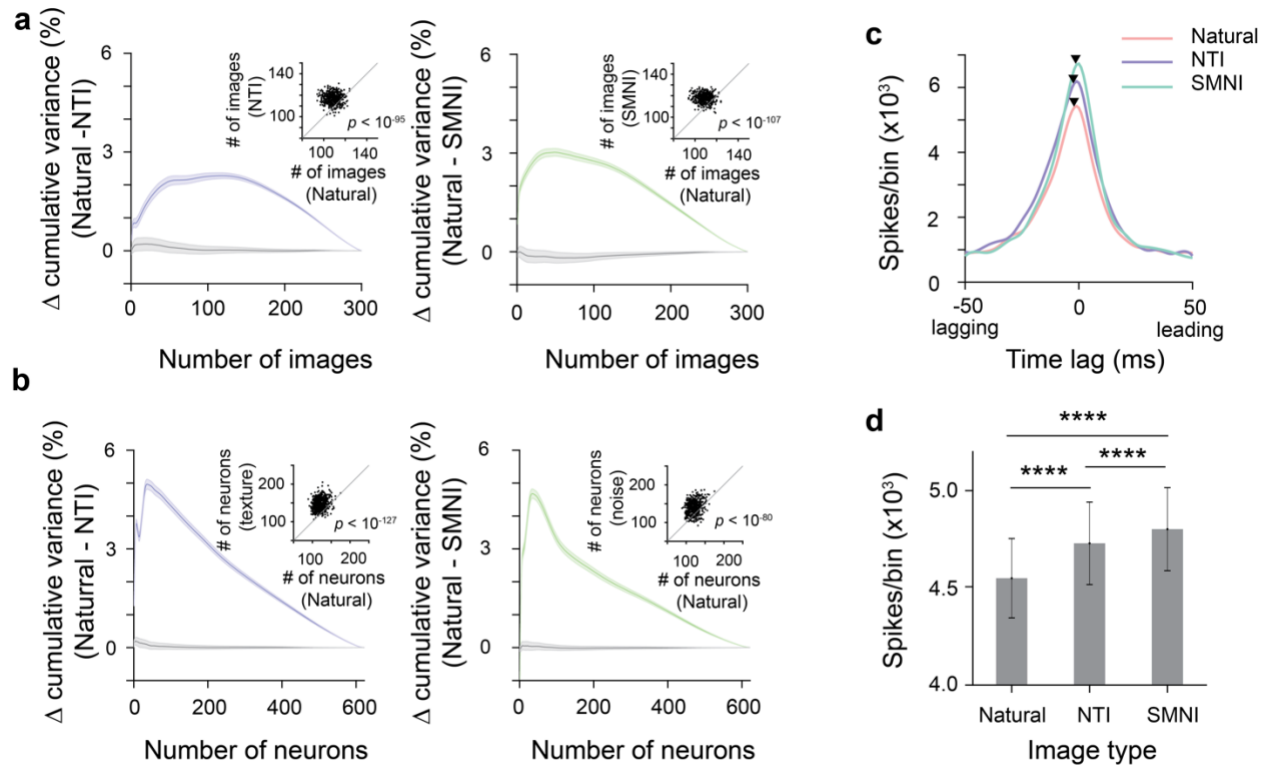 a
Δ cumulative variance (%)
(Natural -NTI)
6
3
0
0
100
200
300
Number of images
# of images
(NTI)
140
100
p < 10-95
100
140
# of images
(Natural)
Δ cumulative variance (%)
(Natural - SMNI)
6
3
0
0
100
200
300
Number of images
# of images
(SMNI)
140
100
p < 10-107
100
140
# of images
(Natural)
c
Natural
NTI
SMNI
Spikes/bin (x10³)
6
4
2
0
-50
0
50
lagging
leading
Time lag (ms)
b
Δ cumulative variance (%)
(Naturral - NTI)
6
3
0
0
200
400
600
Number of neurons
# of neurons
(texture)
200
100
p < 10-127
100
200
# of neurons
(Natural)
Δ cumulative variance (%)
(Natural - SMNI)
6
3
0
0
200
400
600
Number of neurons
# of neurons
(noise)
200
100
p < 10-80
100
200
# of neurons
(Natural)
d
****
****
****
Spikes/bin (x10³)
5.0
4.5
4.0
Natural
NTI
SMNI
Image type